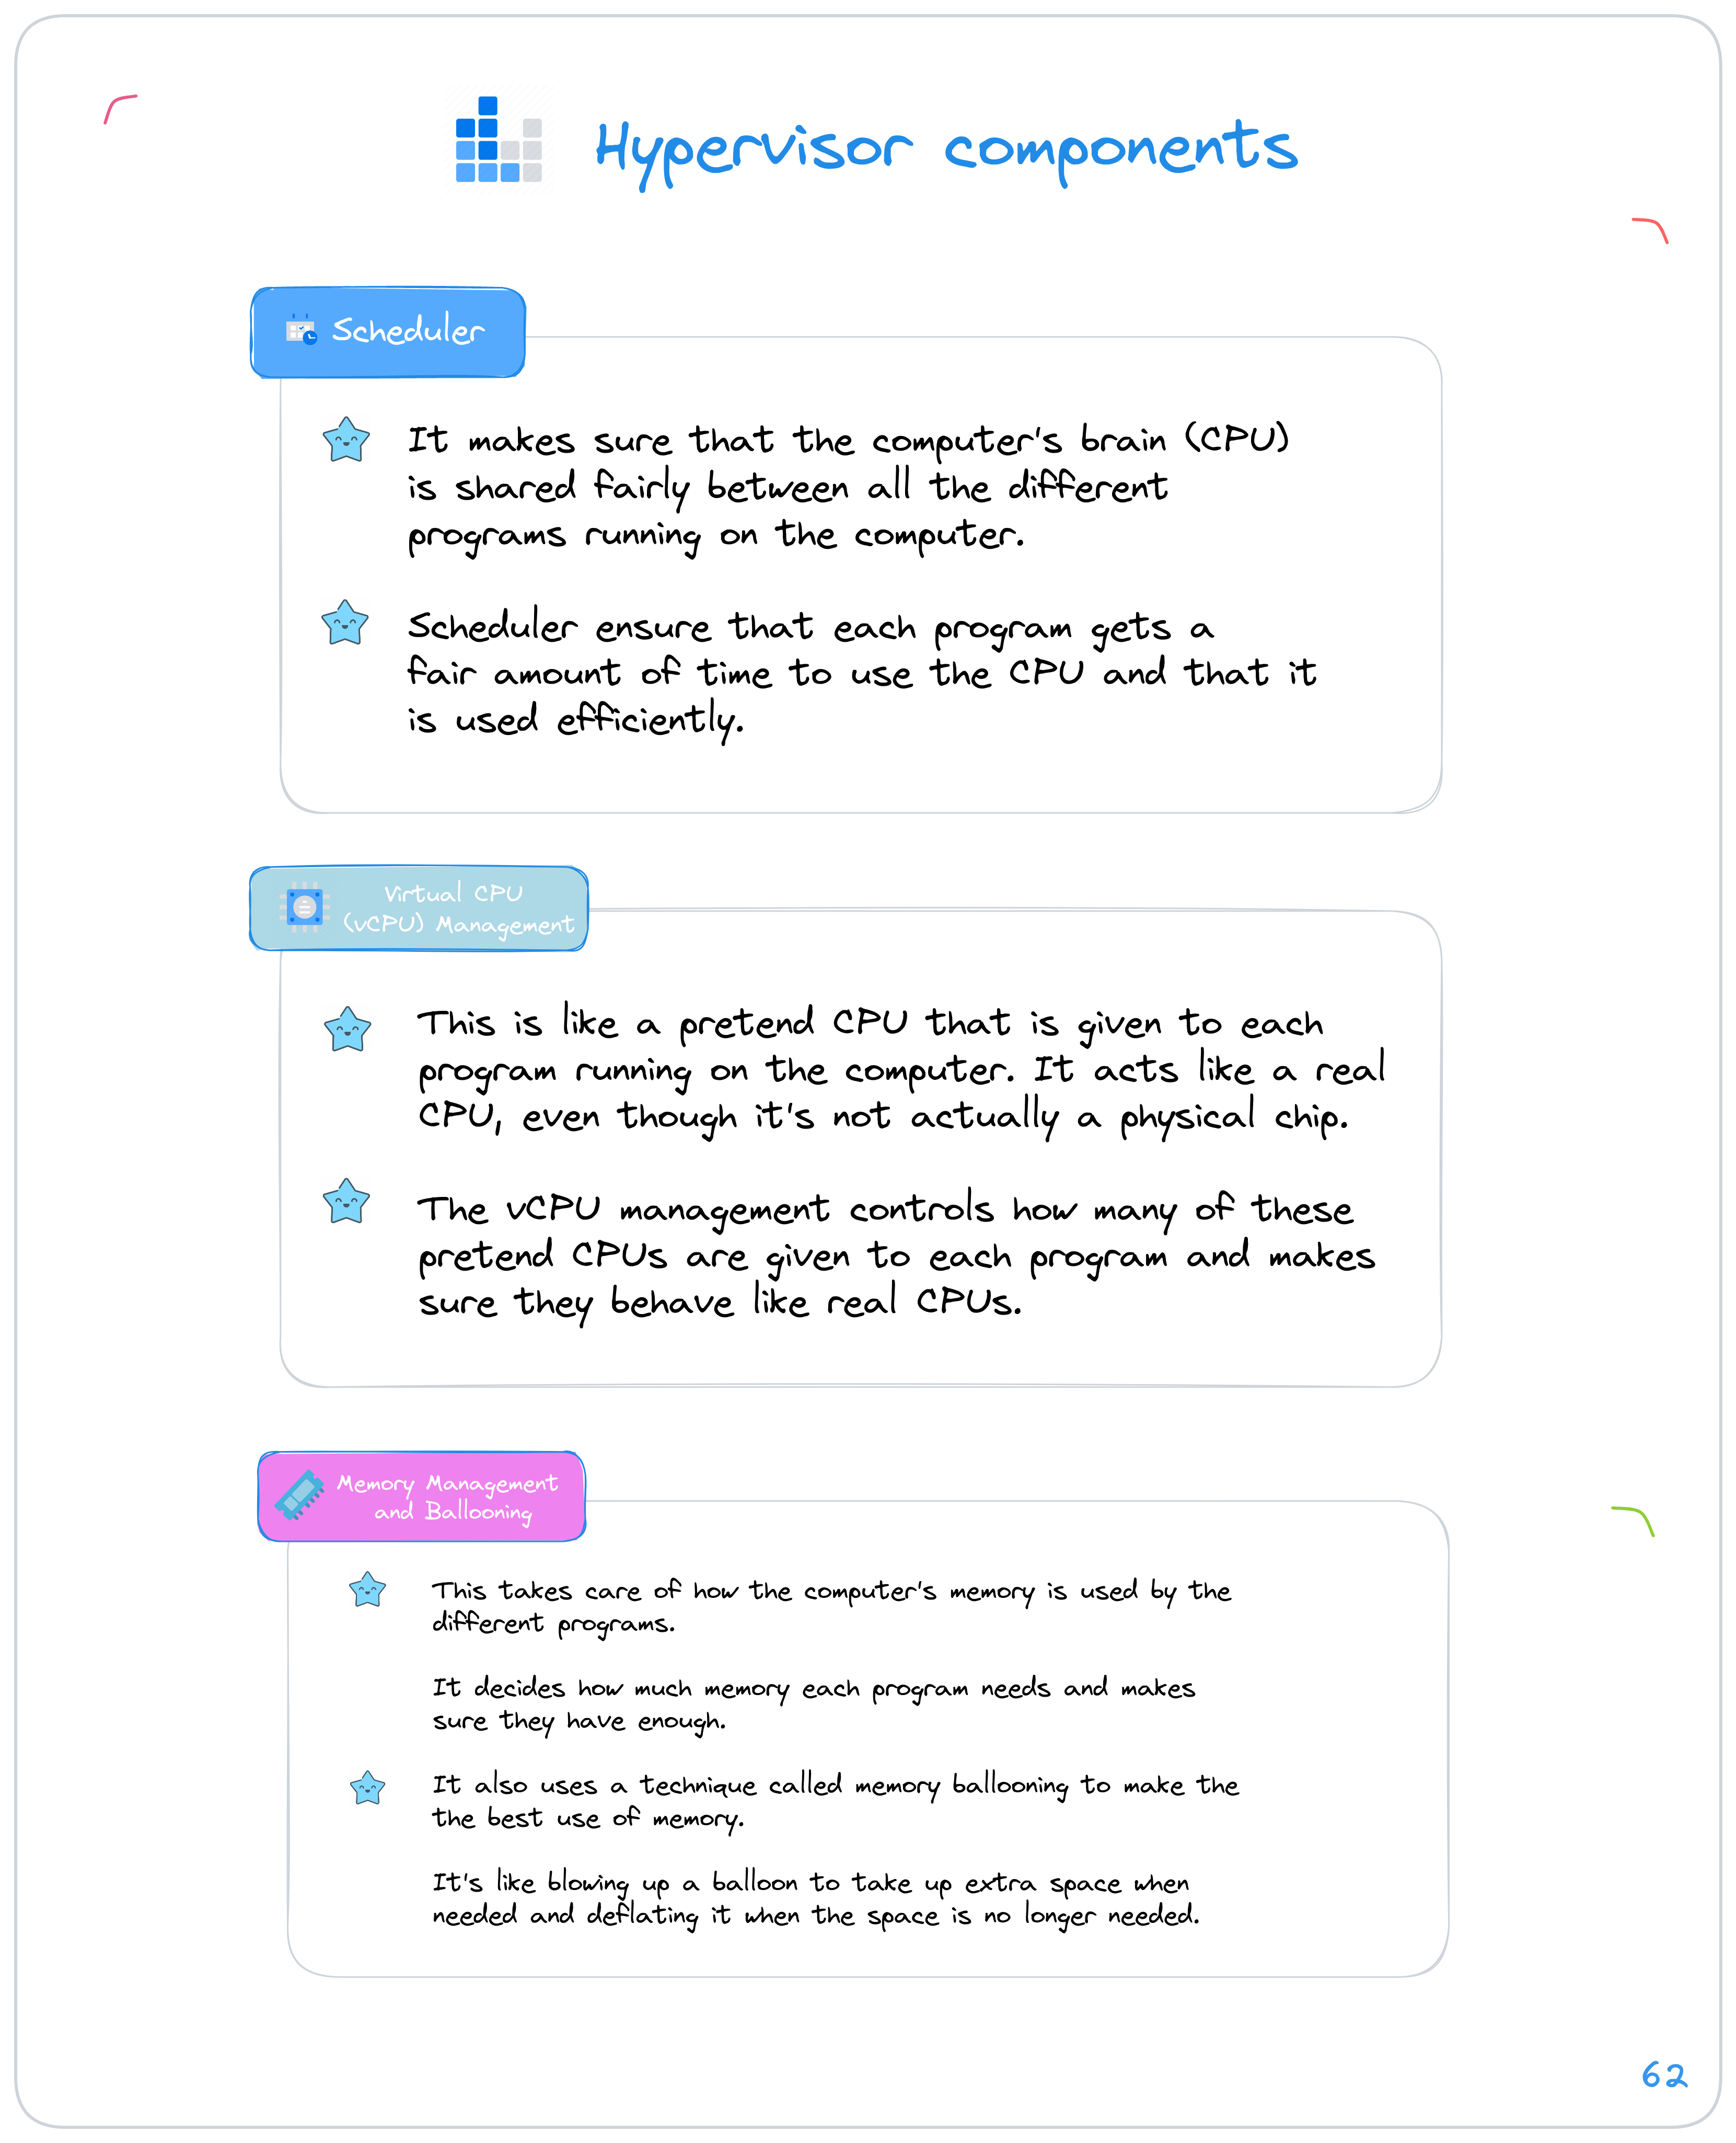 Hypervisor components
Scheduler
It makes sure that the computer's brain (CPU)
is shared fairly between all the different
programs running on the computer.
Scheduler ensure that each program gets a
fair amount of time to use the CPU and that it
is used efficiently.
Virtual CPU
(vCPU) Management
This is like a pretend CPU that is given to each
program running on the computer. It acts like a real
CPU, even though it's not actually a physical chip.
The vCPU management controls how many of these
pretend CPUs are given to each program and makes
sure they behave like real CPUs.
Memory Management
and Ballooning
This takes care of how the computer's memory is used by the
different programs.
It decides how much memory each program needs and makes
sure they have enough.
It also uses a technique called memory ballooning to make the
the best use of memory.
It's like blowing up a balloon to take up extra space when
needed and deflating it when the space is no longer needed.
62